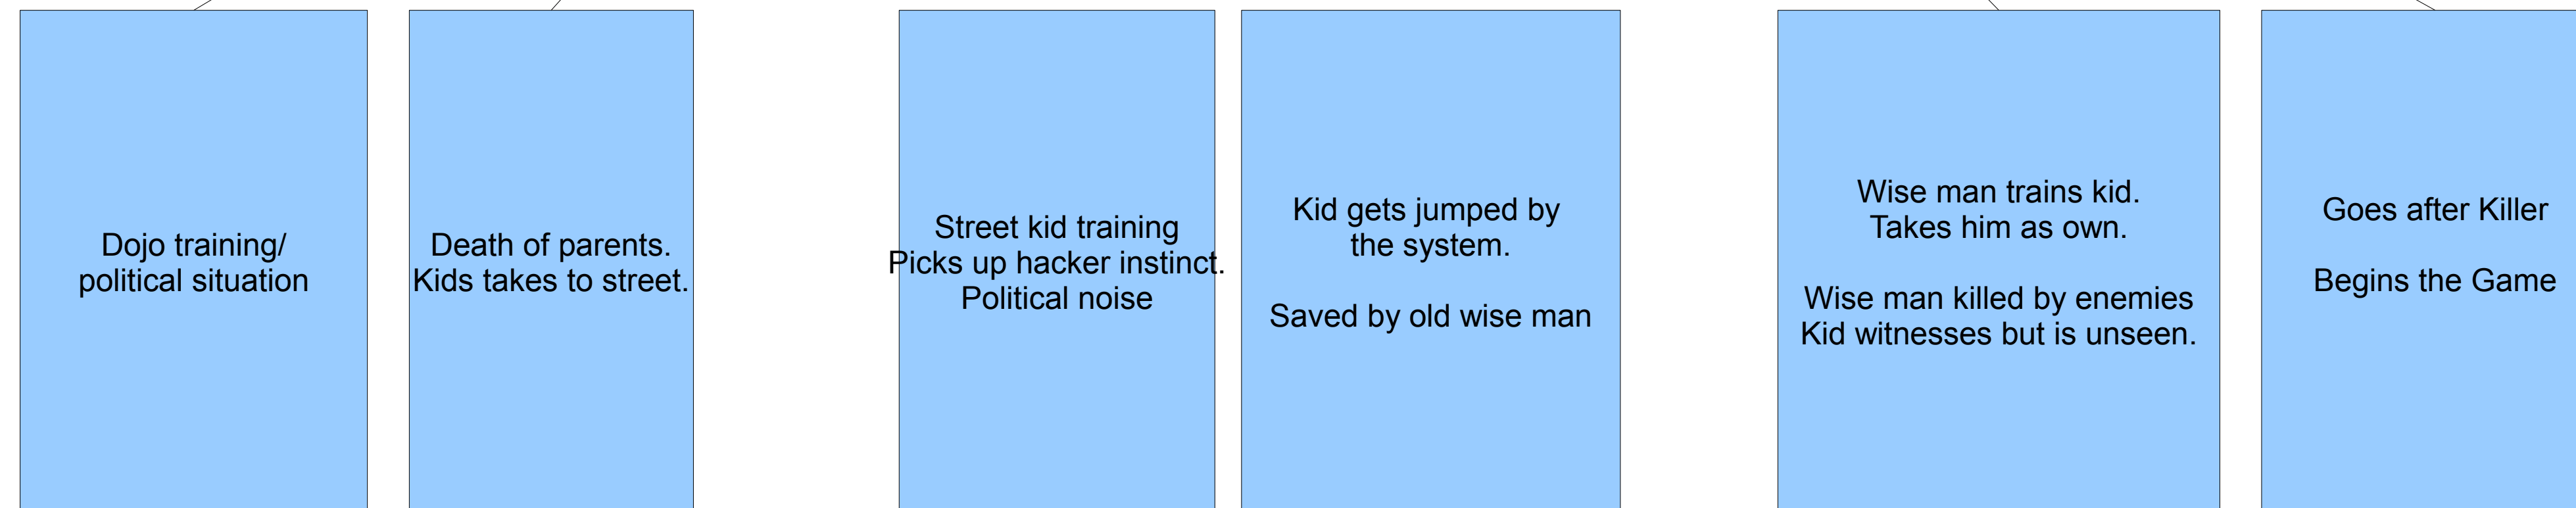 Dojo training/
political situation
Death of parents.
Kids takes to street.
Street kid training
Picks up hacker instinct.
Political noise
Kid gets jumped by
the system.
Saved by old wise man
Wise man trains kid.
Takes him as own.
Wise man killed by enemies
Kid witnesses but is unseen.
Goes after Killer
Begins the Game